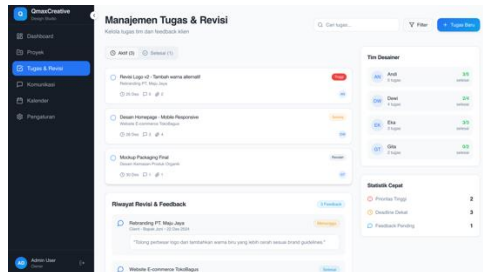 QmaxCreative
Design Studio
Dashboard
Proyek
Tugas & Revisi
Komunikasi
Kalender
Pengaturan
Admin User
Owner
Manajemen Tugas & Revisi
Kelola tugas tim dan feedback klien
Cari tugas...
Filter
+ Tugas Baru
Aktif (3)
Selesai (1)
Revisi Logo v2 - Tambah warna alternatif
Rebranding PT. Maju Jaya
Tinggi
Desain Homepage - Mobile Responsive
Website E-commerce TokoBagus
Mockup Packaging Final
Desain Kemasan Produk Organik
Rendah
Riwayat Revisi & Feedback
Rebranding PT. Maju Jaya
Menunggu
"Tolong perbesar logo dan tambahkan warna biru yang lebih cerah sesuai brand guidelines."
Website E-commerce TokoBagus
Selesai
Tim Desainer
Andi
Dewi
DW
Eka
EK
Gita
GT
Statistik Cepat
Prioritas Tinggi
2
Deadline Dekat
3
Feedback Pending
1